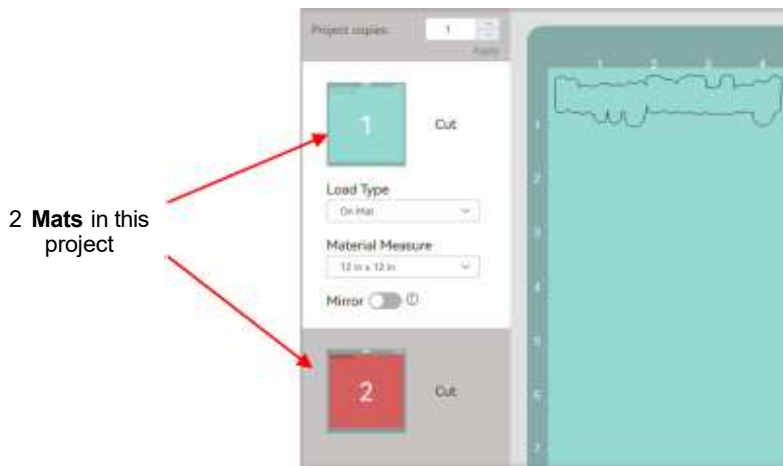 Project copies:
1
Apply
1
Cut
Load Type
On Mat
Material Measure
12 in x 12 in
Mirror
2
Cut
2 Mats in this
project
1 2 3 4
1
2
3
4
5
6
7